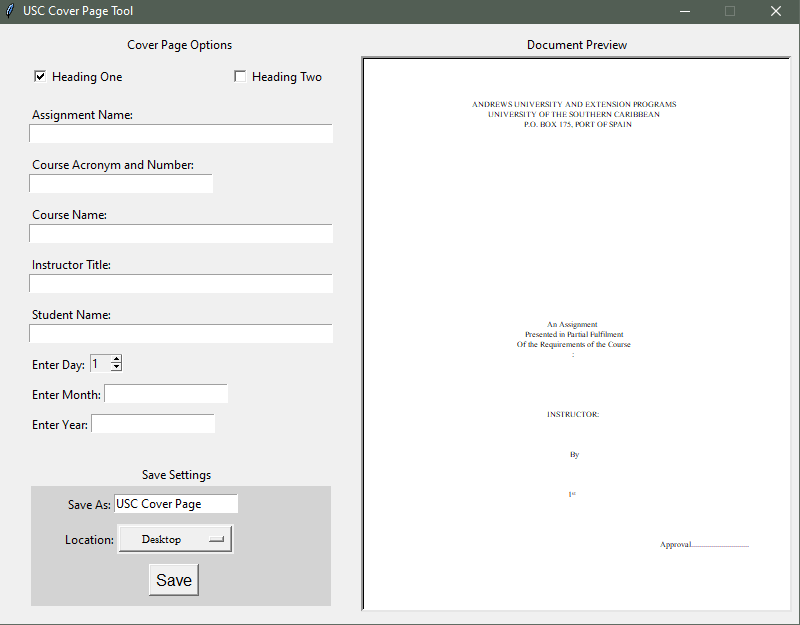 USC Cover Page Tool
Cover Page Options
Heading One
Heading Two
Assignment Name:
Course Acronym and Number:
Course Name:
Instructor Title:
Student Name:
Enter Day: 1
Enter Month:
Enter Year:
Save Settings
Save As: USC Cover Page
Location: Desktop
Save
Document Preview
ANDREWS UNIVERSITY AND EXTENSION PROGRAMS
UNIVERSITY OF THE SOUTHERN CARIBBEAN
P.O. BOX 175, PORT OF SPAIN
An Assignment
Presented in Partial Fulfilment
Of the Requirements of the Course
:
INSTRUCTOR:
By
1ˢᵗ
Approval